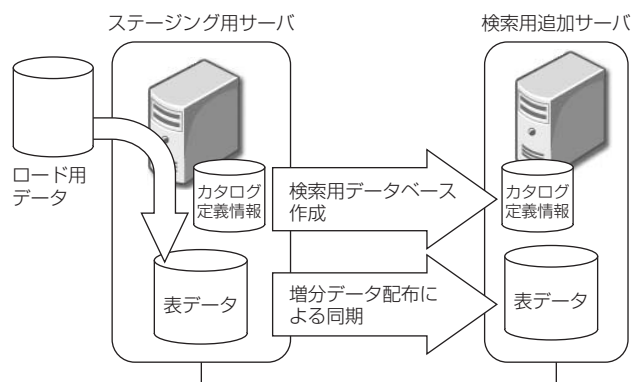 ステージング用サーバ
検索用追加サーバ
ロード用
データ
カタログ
定義情報
検索用データベース
作成
カタログ
定義情報
表データ
増分データ配布に
よる同期
表データ